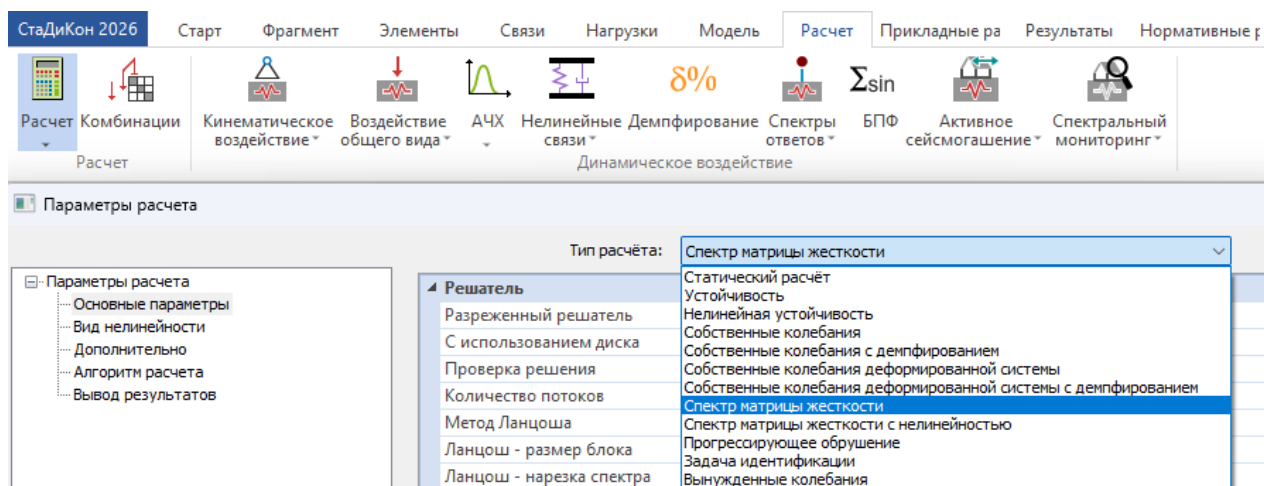 СтаДиКон 2026 Старт Фрагмент Элементы Связи Нагрузки Модель Расчет Прикладные ра Результаты Нормативные р
δ% Σsin
Расчет Комбинации Кинематическое воздействие Воздействие общего вида АЧХ Нелинейные связи Демпфирование Спектры ответов БПФ Активное сейсмогашение Спектральный мониторинг
Расчет Динамическое воздействие
Параметры расчета
Тип расчёта: Спектр матрицы жесткости
Параметры расчета
Основные параметры
Вид нелинейности
Дополнительно
Алгоритм расчета
Вывод результатов
Решатель
Разреженный решатель
С использованием диска
Проверка решения
Количество потоков
Метод Ланцоша
Ланцош - размер блока
Ланцош - нарезка спектра
Статический расчёт
Устойчивость
Нелинейная устойчивость
Собственные колебания
Собственные колебания с демпфированием
Собственные колебания деформированной системы
Собственные колебания деформированной системы с демпфированием
Спектр матрицы жесткости
Спектр матрицы жесткости с нелинейностью
Прогрессирующее обрушение
Задача идентификации
Вынужденные колебания